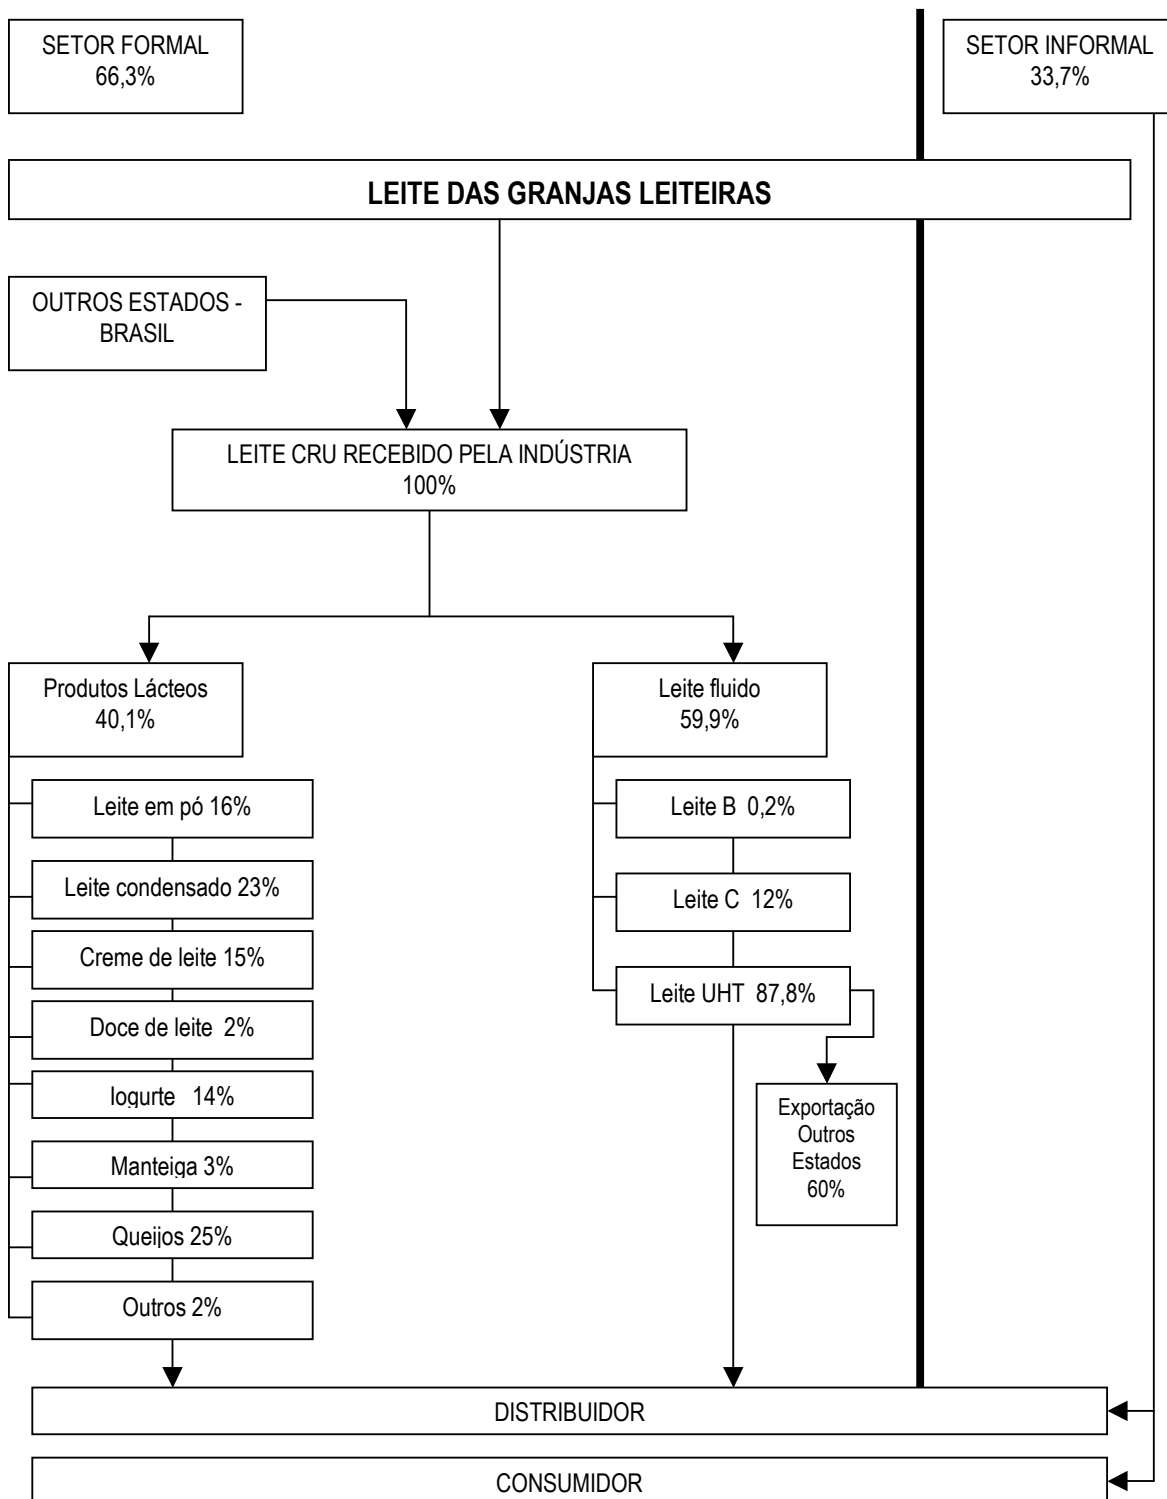 SETOR FORMAL
66,3%
SETOR INFORMAL
33,7%
LEITE DAS GRANJAS LEITEIRAS
OUTROS ESTADOS -
BRASIL
LEITE CRU RECEBIDO PELA INDÚSTRIA
100%
Produtos Lácteos
40,1%
Leite fluido
59,9%
Leite em pó 16%
Leite condensado 23%
Creme de leite 15%
Doce de leite 2%
Iogurte 14%
Manteiga 3%
Queijos 25%
Outros 2%
Leite B 0,2%
Leite C 12%
Leite UHT 87,8%
Exportação
Outros
Estados
60%
DISTRIBUIDOR
CONSUMIDOR